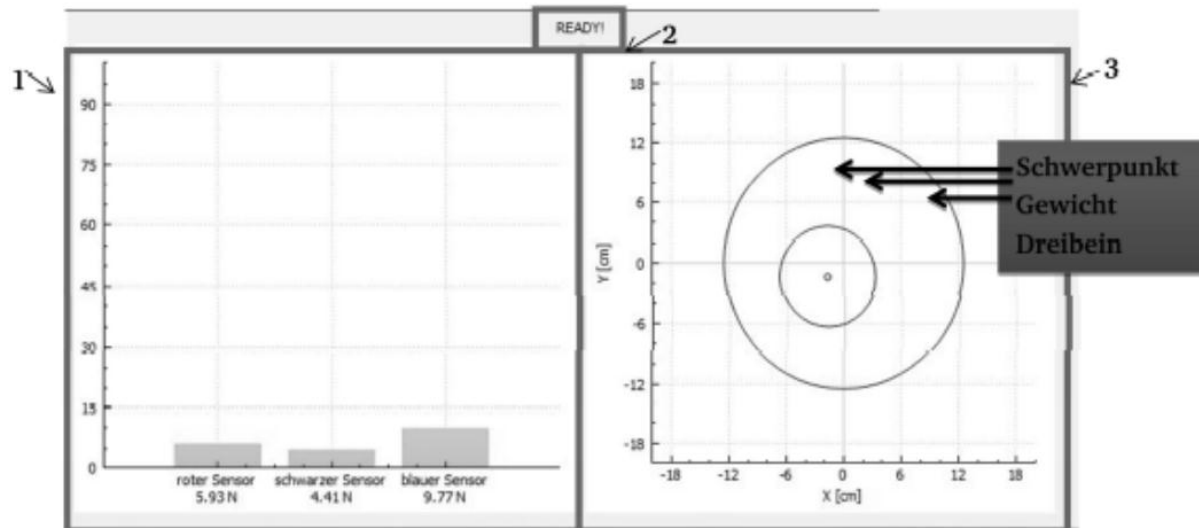 READY!
1
2
3
90
75
60
45
30
15
0
roter Sensor
5.93 N
schwarzer Sensor
4.41 N
blauer Sensor
9.77 N
Y [cm]
18
12
6
0
-6
-12
-18
-18 -12 -6 0 6 12 18
X [cm]
Schwerpunkt
Gewicht
Dreibein